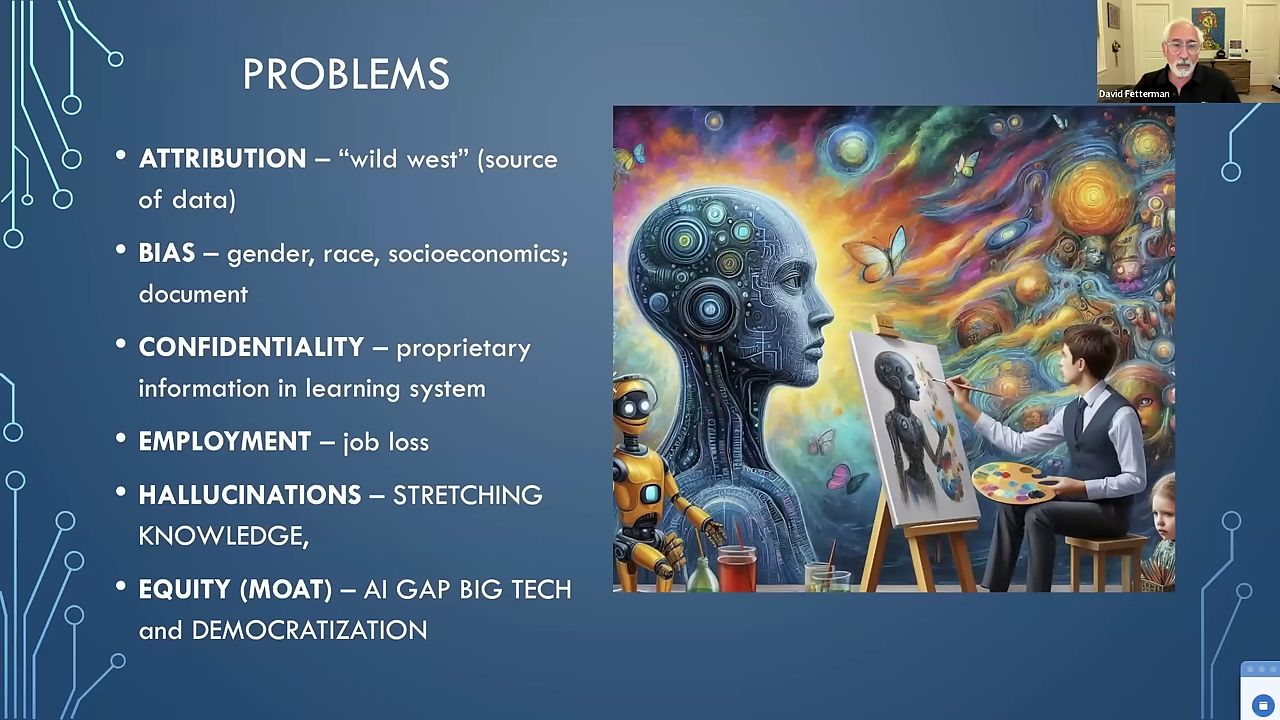 PROBLEMS
David Fetterman
• ATTRIBUTION – “wild west” (source
of data)
• BIAS – gender, race, socioeconomics;
document
• CONFIDENTIALITY – proprietary
information in learning system
• EMPLOYMENT – job loss
• HALLUCINATIONS – STRETCHING
KNOWLEDGE,
• EQUITY (MOAT) – AI GAP BIG TECH
and DEMOCRATIZATION